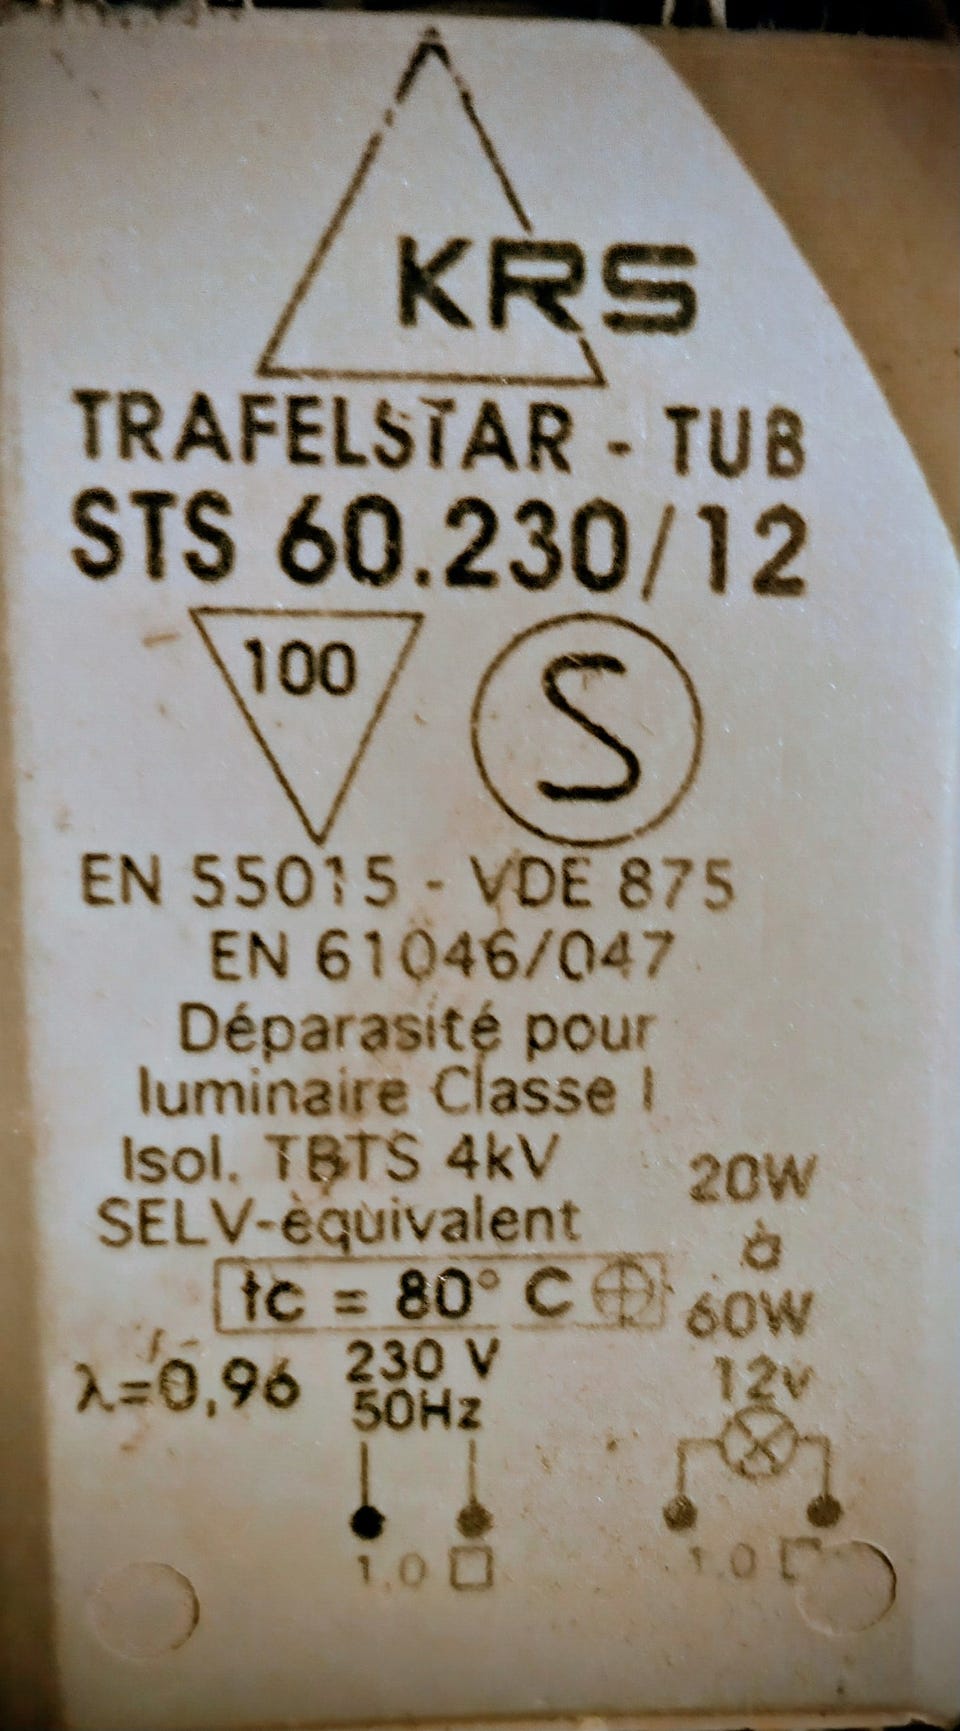 KRS
TRAFELSTAR - TUB
STS 60.230/12
100
S
EN 55015 - VDE 875
EN 61046/047
Déparasité pour
luminaire Classe I
Isol. TBTS 4kV
SELV-équivalent
20W
à
60W
12v
tc = 80° C
λ=0,96
230 V
50Hz
1,0 □
1,0 □